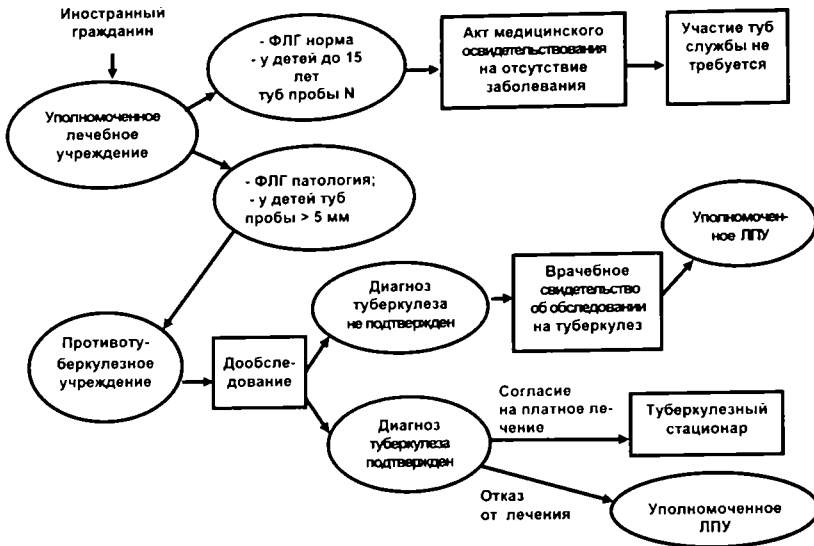 Иностранный
гражданин
Уполномоченное
лечебное
учреждение
- ФЛГ норма
- у детей до 15
лет
туб пробы N
Акт медицинского
освидетельствования
на отсутствие
заболевания
Участие туб
службы не
требуется
- ФЛГ патология;
- у детей туб
пробы > 5 мм
Противоту-
беркулезное
учреждение
Дообсле-
дование
Диагноз
туберкулеза
не подтвержден
Врачебное
свидетельство
об обследовании
на туберкулез
Уполномочен-
ное ЛПУ
Диагноз
туберкулеза
подтвержден
Согласие
на платное ле-
чение
Туберкулезный
стационар
Отказ
от лечения
Уполномоченное
ЛПУ